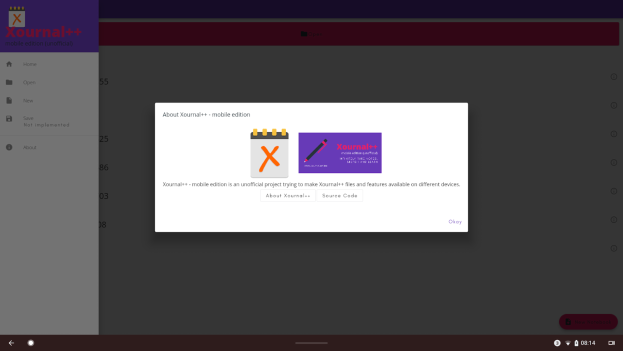 Xournal++
Home
Open
New
Save
Not implemented
About
55
25
86
03
About Xournal++ - mobile edition
Xournal++
Xournal++ - mobile edition is an unofficial project trying to make Xournal++ files and features available on different devices.
About Xournal++
Source Code
Okay
08:14